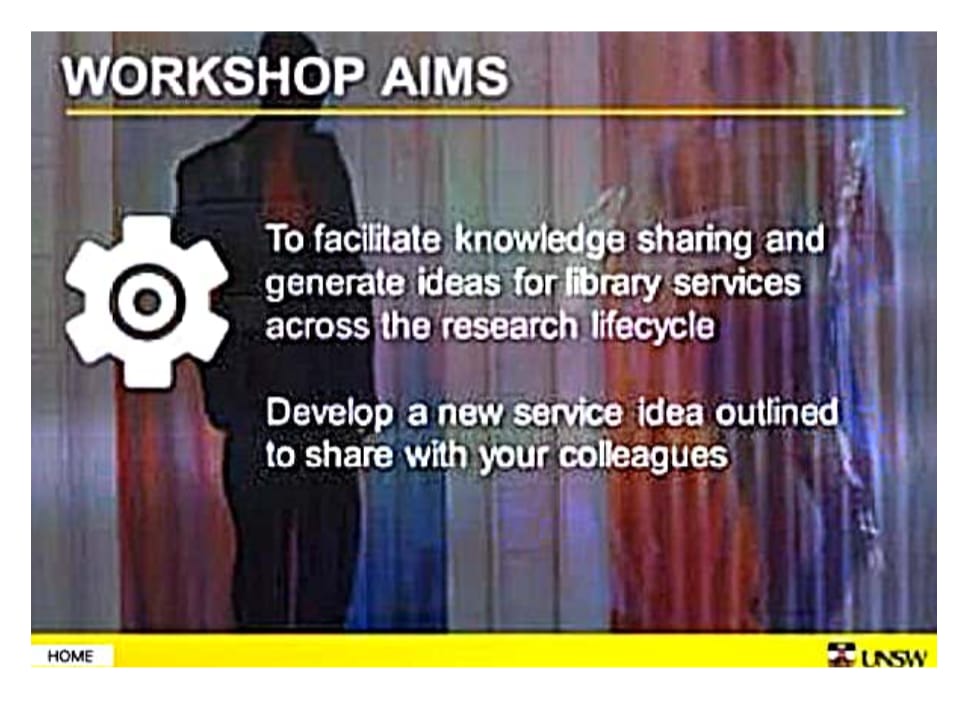 WORKSHOP AIMS
To facilitate knowledge sharing and
generate ideas for library services
across the research lifecycle
Develop a new service idea outlined
to share with your colleagues
HOME
UNSW